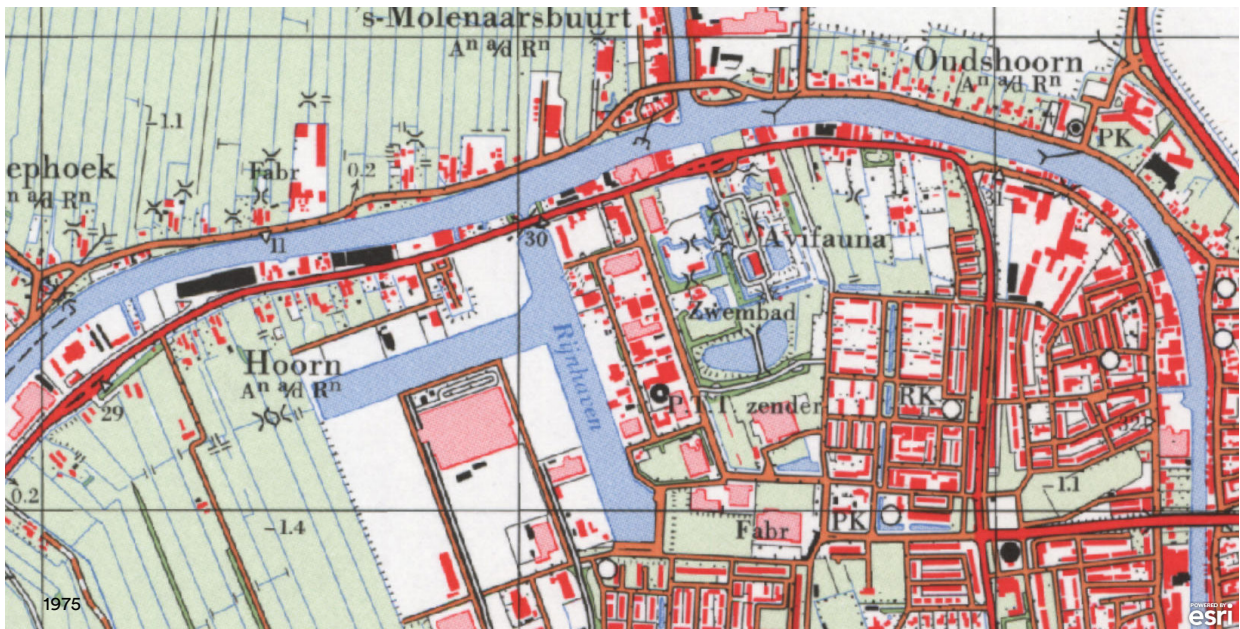 's-Molenaarsbuurt
Aⁿ a/d Rⁿ
Oudshoorn
Aⁿ a/d Rⁿ
PK
-1.1
ephoek
n a/d Rⁿ
Fabr
0.2
31
11
30
Avifauna
Zwembad
Hoorn
Aⁿ a/d Rⁿ
Rijnhaven
29
P.T.T. zender
RK
32
0.2
-1.4
-1.1
Fabr
PK
1975
POWERED BY
esri